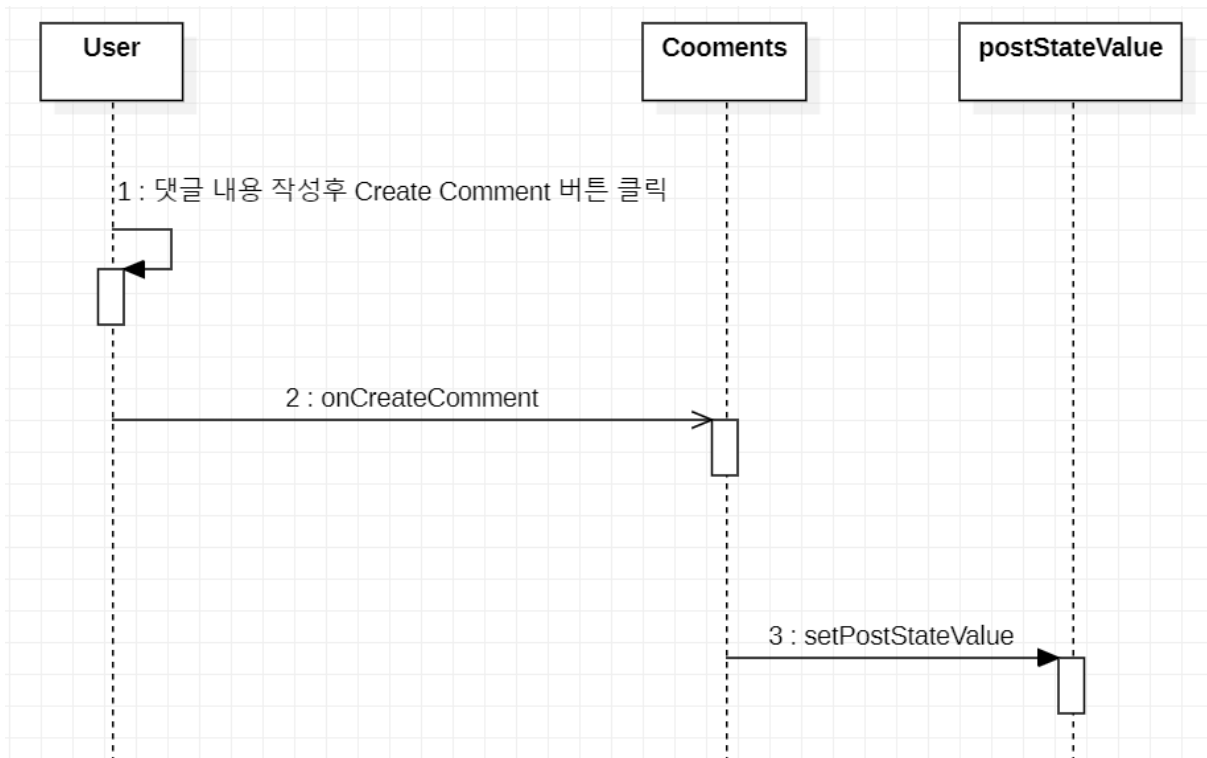 User
Cooments
postStateValue
1 : 댓글 내용 작성후 Create Comment 버튼 클릭
2 : onCreateComment
3 : setPostStateValue